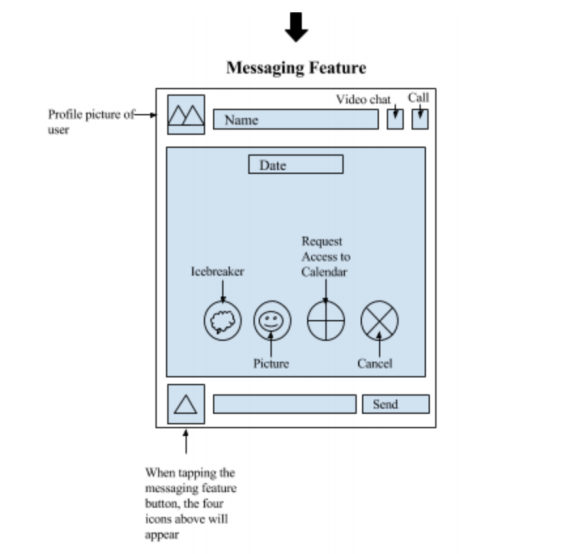 Messaging Feature
Video chat
Call
Profile picture of
user
Name
Date
Request
Access to
Calendar
Icebreaker
Picture
Cancel
Send
When tapping the
messaging feature
button, the four
icons above will
appear